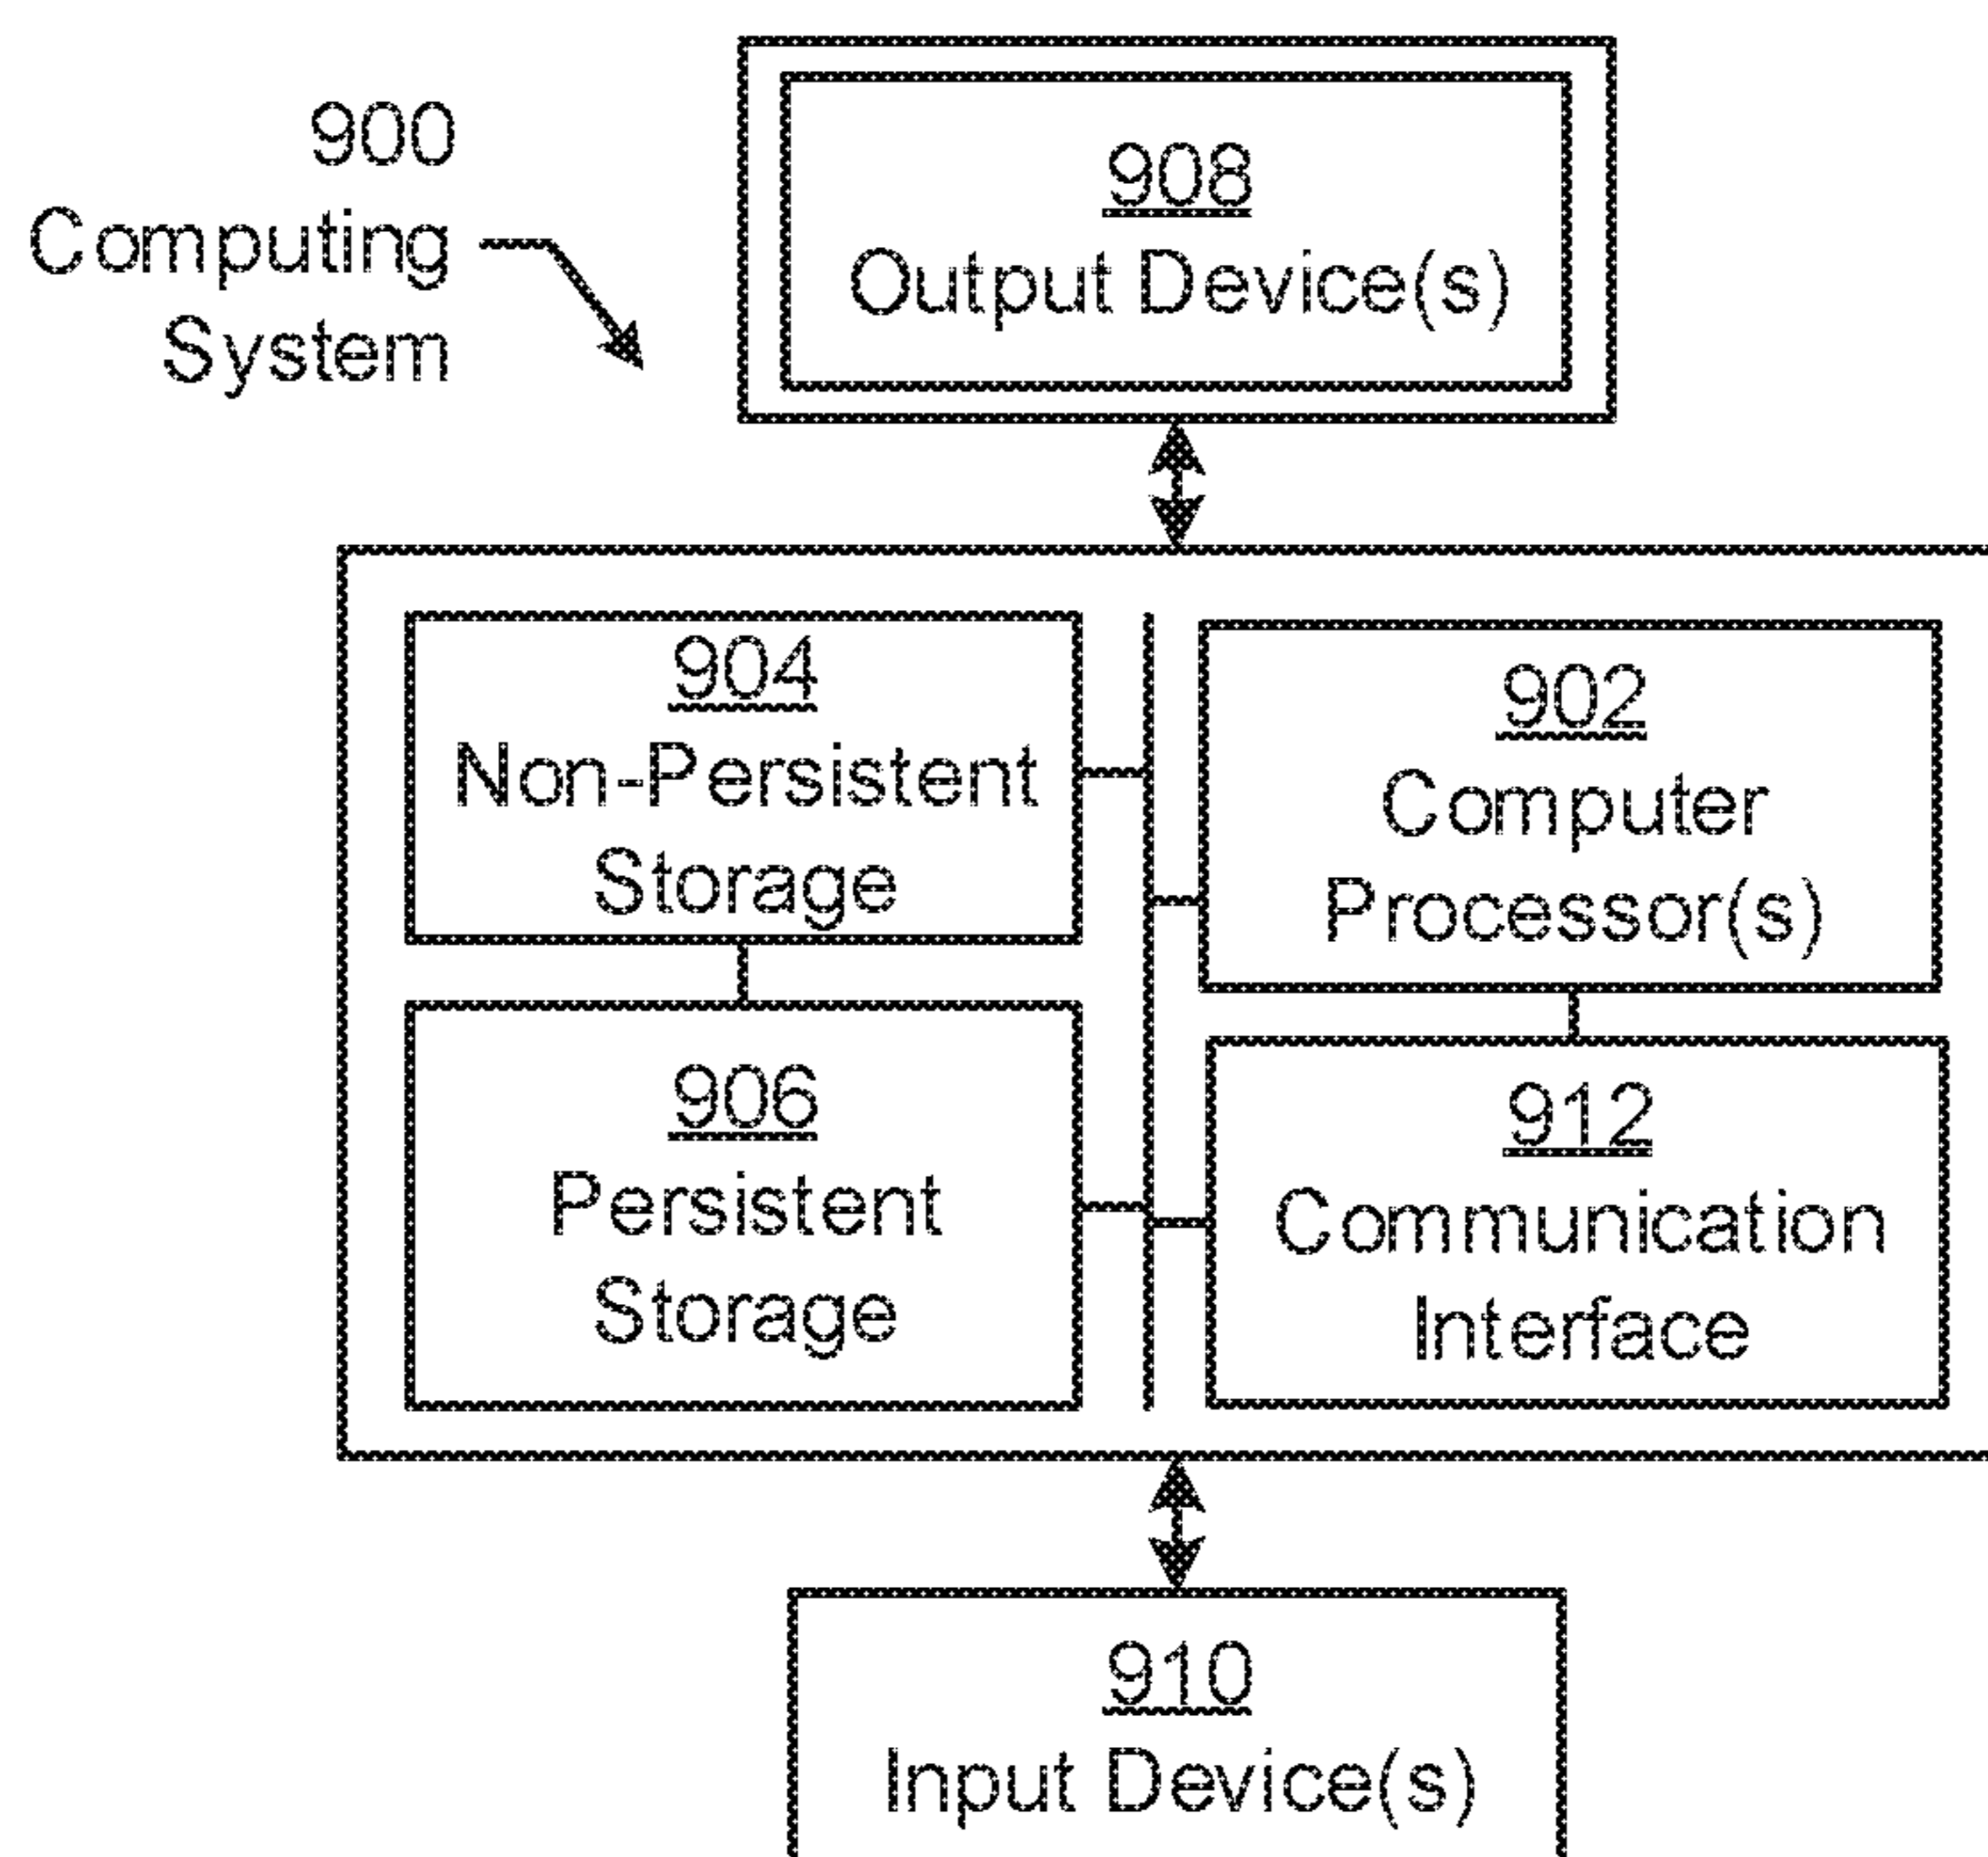 900
Computing
System
908
Output Device(s)
904
Non-Persistent
Storage
902
Computer
Processor(s)
906
Persistent
Storage
912
Communication
Interface
910
Input Device(s)